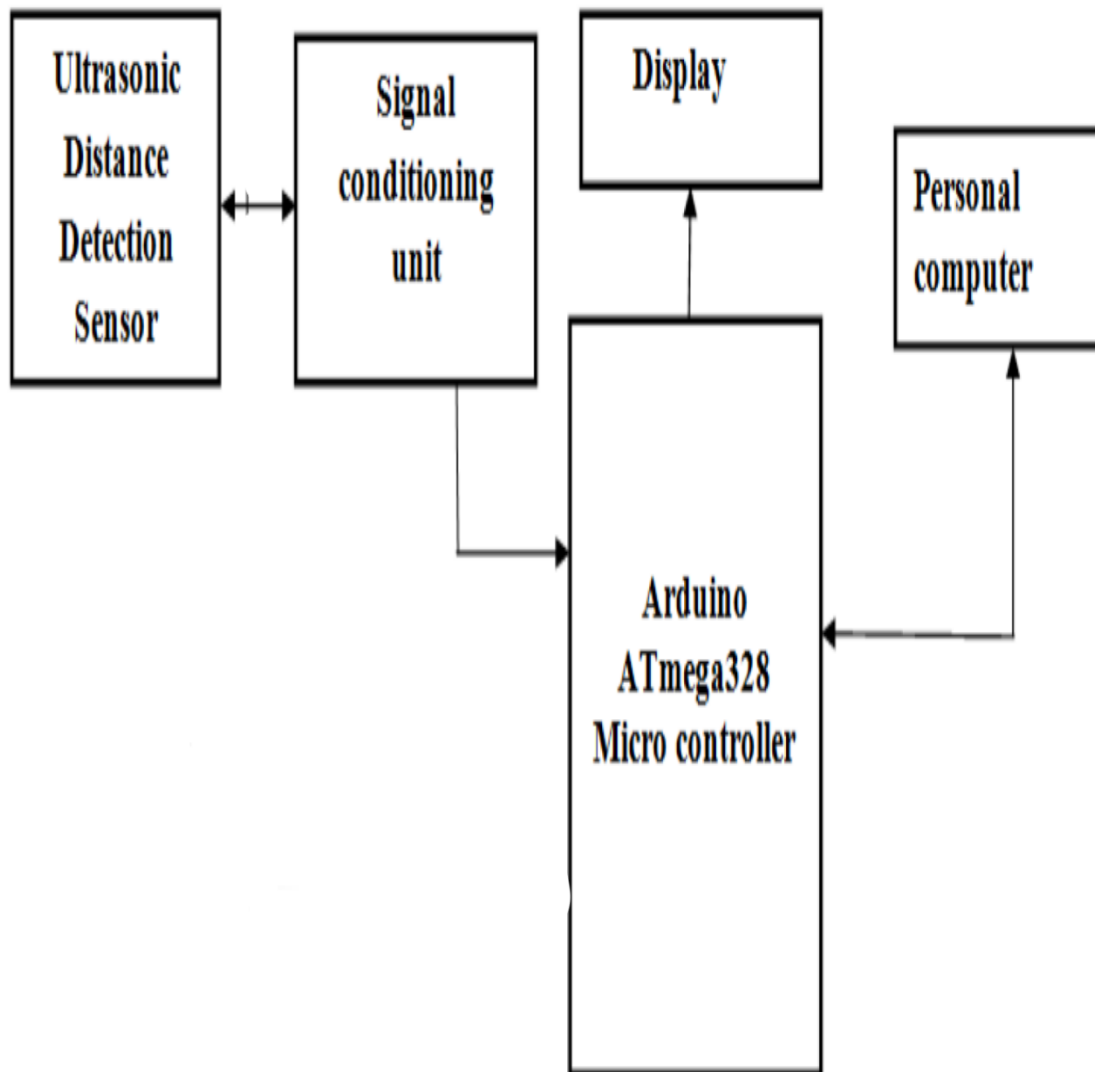 Ultrasonic
Distance
Detection
Sensor
Signal
conditioning
unit
Display
Personal
computer
Arduino
ATmega328
Micro controller